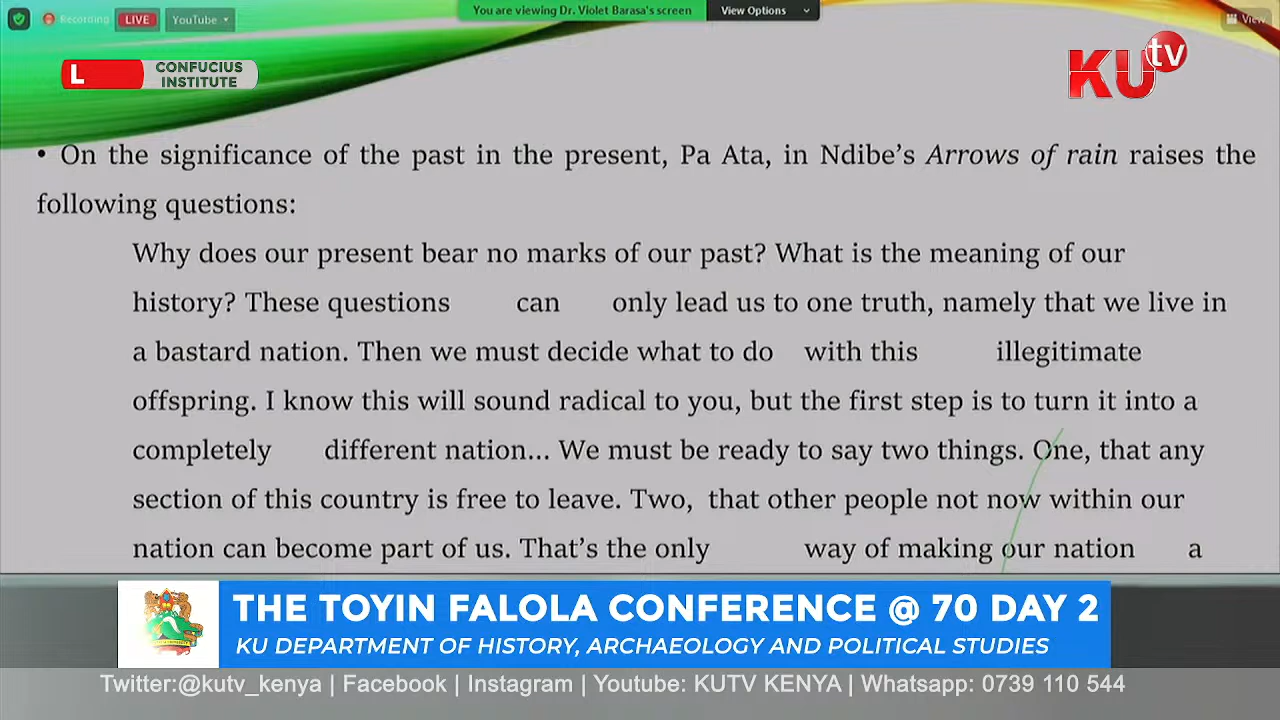 Recording
LIVE
YouTube
You are viewing Dr. Violet Barasa's screen
View Options
View
L
CONFUCIUS
INSTITUTE
KU tv
• On the significance of the past in the present, Pa Ata, in Ndibe's Arrows of rain raises the
following questions:
Why does our present bear no marks of our past? What is the meaning of our
history? These questions can only lead us to one truth, namely that we live in
a bastard nation. Then we must decide what to do with this illegitimate
offspring. I know this will sound radical to you, but the first step is to turn it into a
completely different nation... We must be ready to say two things. One, that any
section of this country is free to leave. Two, that other people not now within our
nation can become part of us. That's the only way of making our nation a
THE TOYIN FALOLA CONFERENCE @ 70 DAY 2
KU DEPARTMENT OF HISTORY, ARCHAEOLOGY AND POLITICAL STUDIES
Twitter:@kutv_kenya | Facebook | Instagram | Youtube: KUTV KENYA | Whatsapp: 0739 110 544